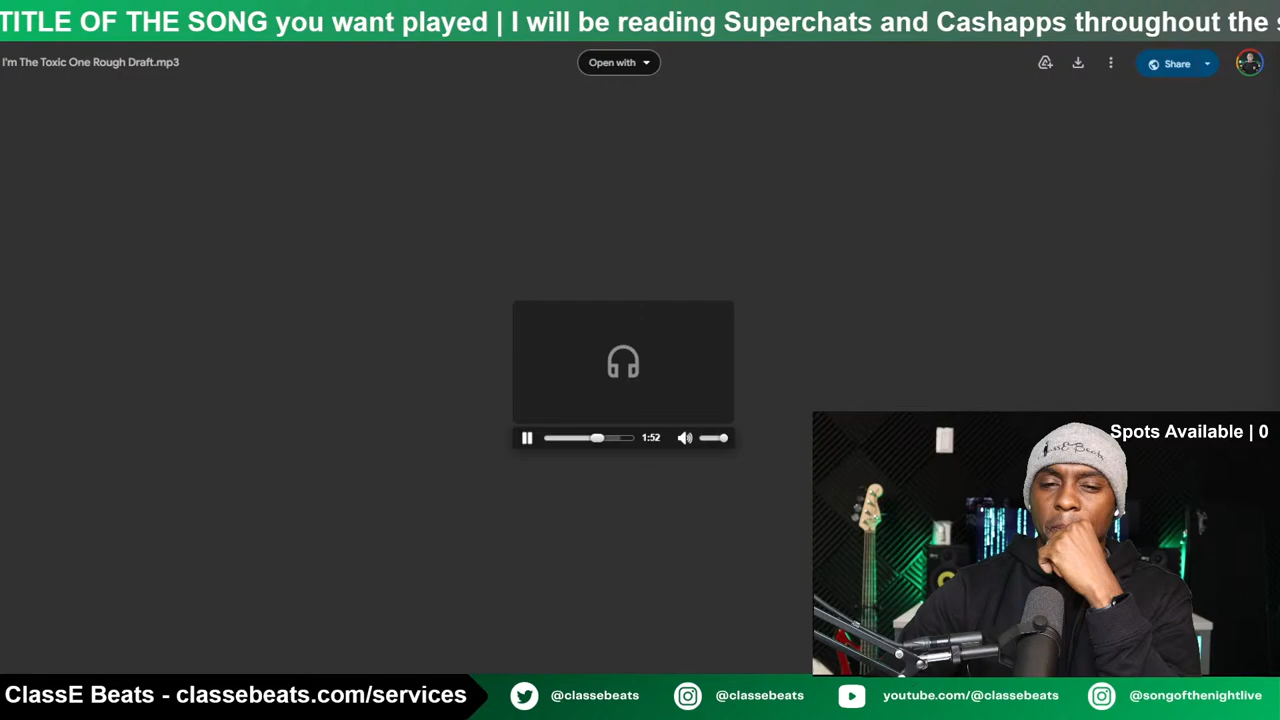 TITLE OF THE SONG you want played | I will be reading Superchats and Cashapps throughout the s
I'm The Toxic One Rough Draft.mp3
Open with
Share
1:52
Spots Available | 0
ClassE Beats
ClassE Beats - classebeats.com/services
@classebeats
@classebeats
youtube.com/@classebeats
@songofthenightlive